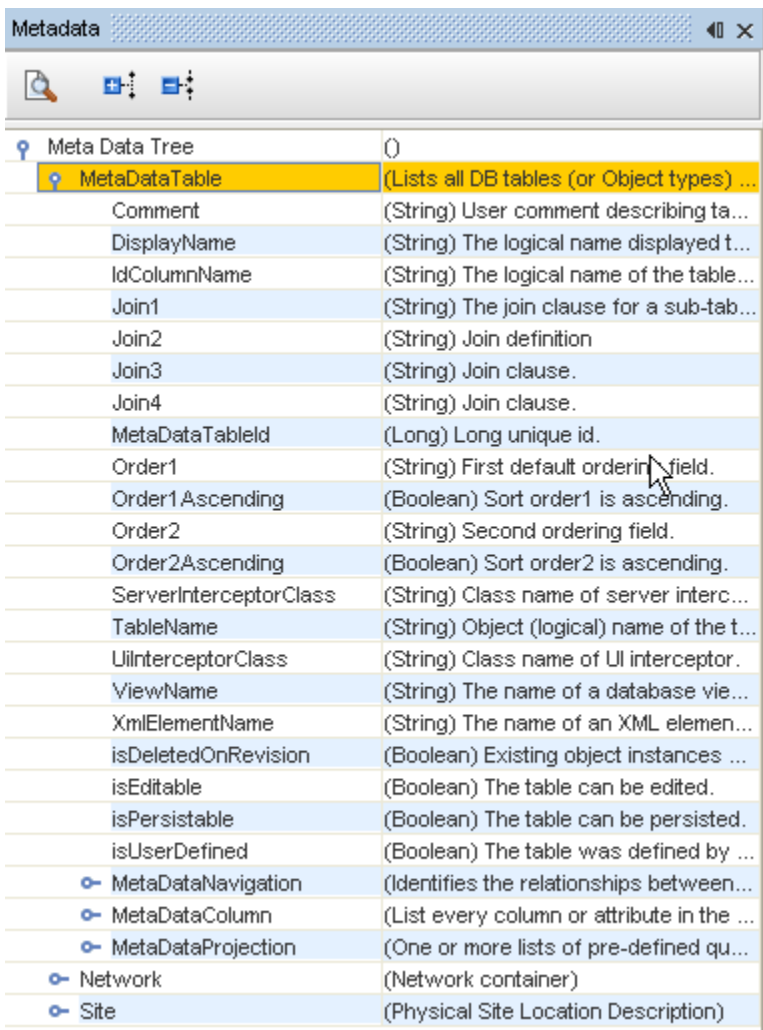 Metadata
Meta Data Tree ()
MetaDataTable (Lists all DB tables (or Object types) ...
Comment (String) User comment describing ta...
DisplayName (String) The logical name displayed t...
IdColumnName (String) The logical name of the table...
Join1 (String) The join clause for a sub-tab...
Join2 (String) Join definition
Join3 (String) Join clause.
Join4 (String) Join clause.
MetaDataTableId (Long) Long unique id.
Order1 (String) First default ordering field.
Order1Ascending (Boolean) Sort order1 is ascending.
Order2 (String) Second ordering field.
Order2Ascending (Boolean) Sort order2 is ascending.
ServerInterceptorClass (String) Class name of server interc...
TableName (String) Object (logical) name of the t...
UiInterceptorClass (String) Class name of UI interceptor.
ViewName (String) The name of a database vie...
XmlElementName (String) The name of an XML elemen...
isDeletedOnRevision (Boolean) Existing object instances ...
isEditable (Boolean) The table can be edited.
isPersistable (Boolean) The table can be persisted.
isUserDefined (Boolean) The table was defined by ...
MetaDataNavigation (Identifies the relationships between...
MetaDataColumn (List every column or attribute in the ...
MetaDataProjection (One or more lists of pre-defined qu...
Network (Network container)
Site (Physical Site Location Description)